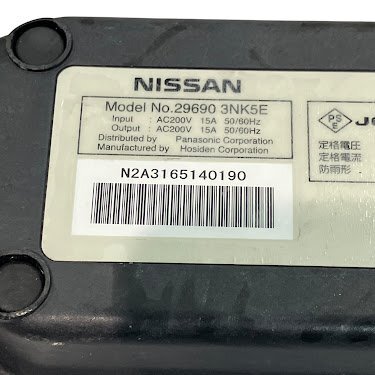 NISSAN
Model No.29690 3NK5E
Input : AC200V 15A 50/60Hz
Output : AC200V 15A 50/60Hz
Distributed by Panasonic Corporation
Manufactured by Hosiden Corporation
N2A3165140190
PS
E
定格電圧
定格電流
防雨形